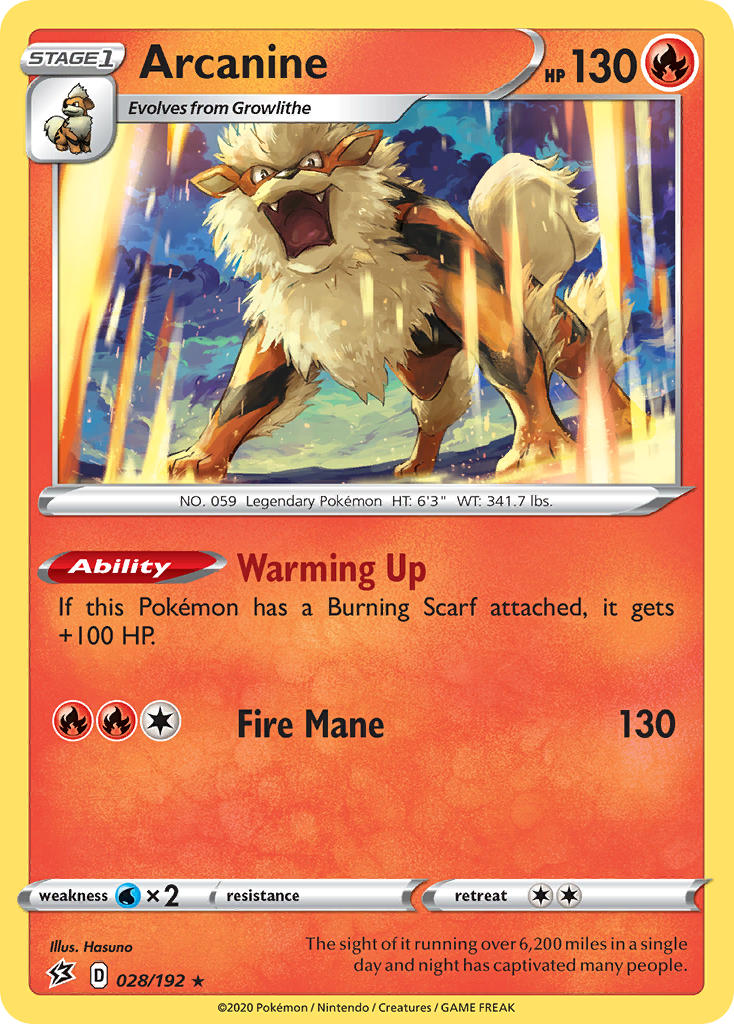 STAGE1
Arcanine
HP 130
Evolves from Growlithe
NO. 059 Legendary Pokémon HT: 6'3" WT: 341.7 lbs.
Ability Warming Up
If this Pokémon has a Burning Scarf attached, it gets
+100 HP.
Fire Mane 130
weakness ×2 resistance retreat
Illus. Hasuno
The sight of it running over 6,200 miles in a single
day and night has captivated many people.
D 028/192 ★
©2020 Pokémon / Nintendo / Creatures / GAME FREAK